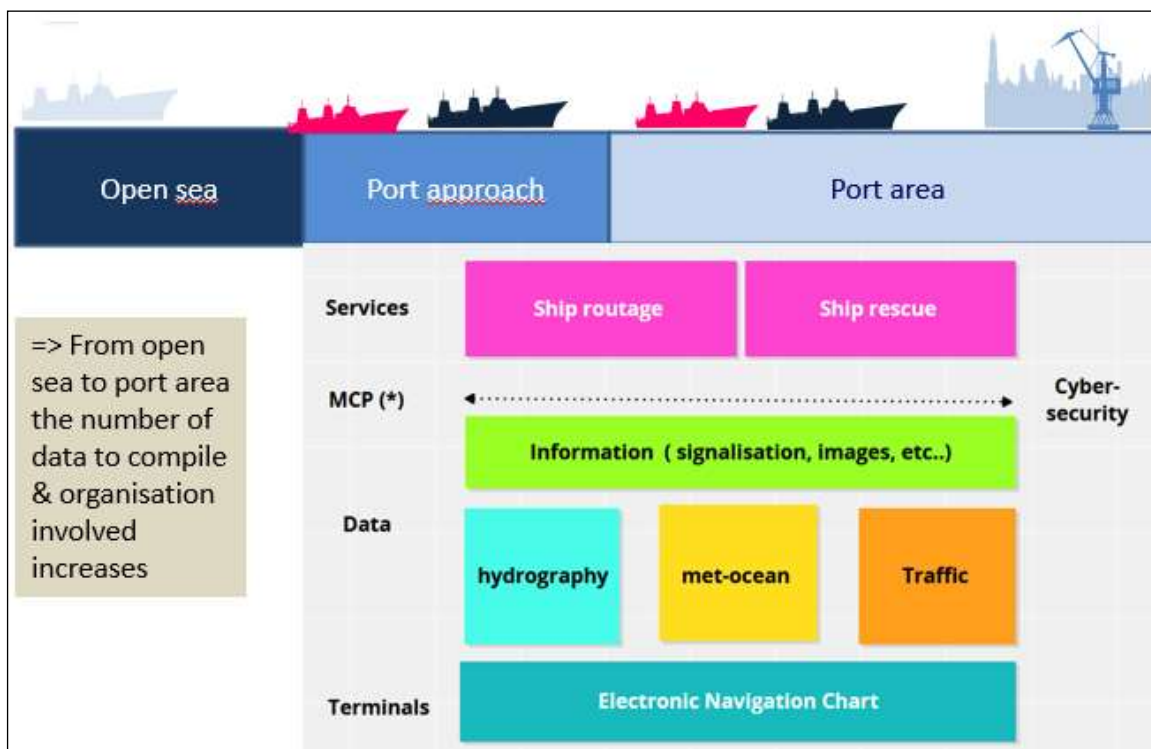 Open sea
Port approach
Port area
=> From open
sea to port area
the number of
data to compile
& organisation
involved
increases
Services
Ship routage
Ship rescue
MCP (*)
Cyber-
security
Information ( signalisation, images, etc..)
Data
hydrography
met-ocean
Traffic
Terminals
Electronic Navigation Chart